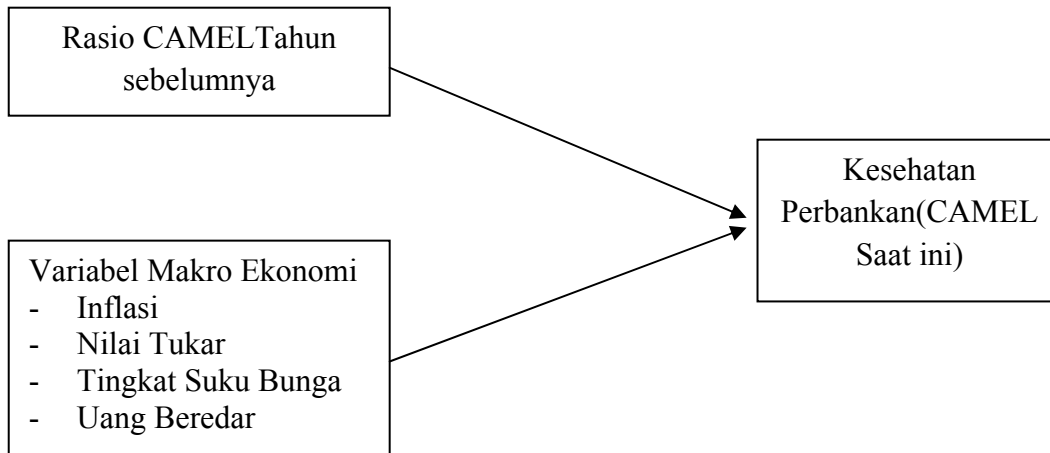 Rasio CAMELTahun
sebelumnya
Variabel Makro Ekonomi
- Inflasi
- Nilai Tukar
- Tingkat Suku Bunga
- Uang Beredar
Kesehatan
Perbankan(CAMEL
Saat ini)